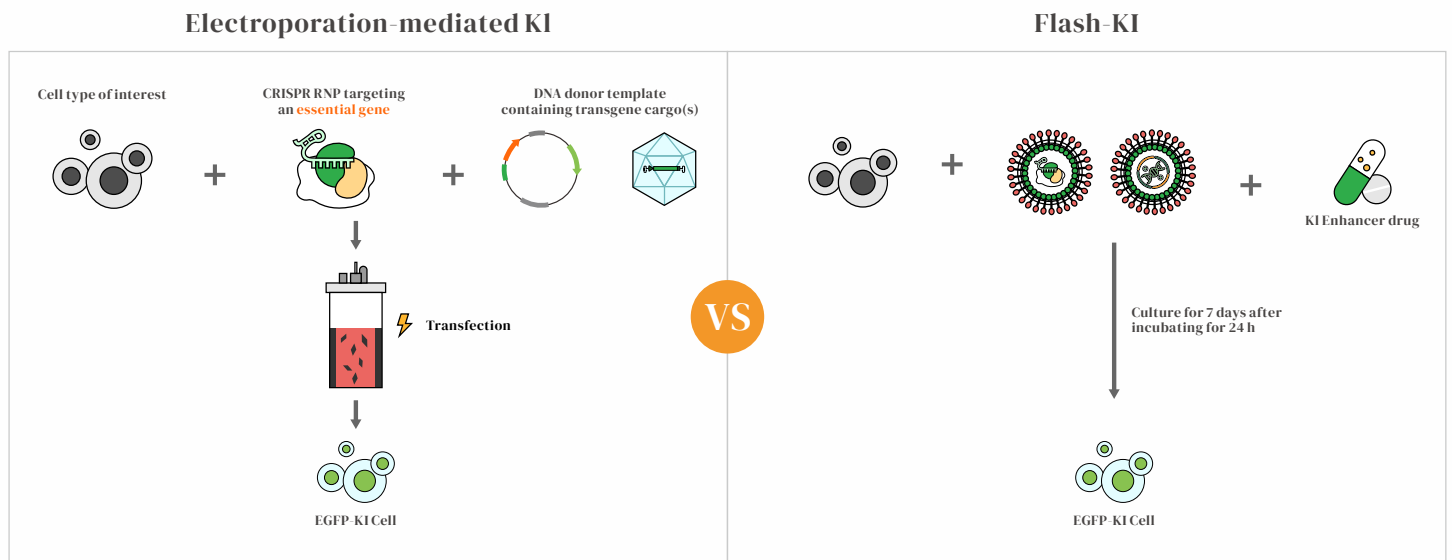 Electroporation-mediated KI
Flash-KI
Cell type of interest
CRISPR RNP targeting
an essential gene
DNA donor template
containing transgene cargo(s)
Transfection
EGFP-KI Cell
VS
KI Enhancer drug
Culture for 7 days after
incubating for 24 h
EGFP-KI Cell